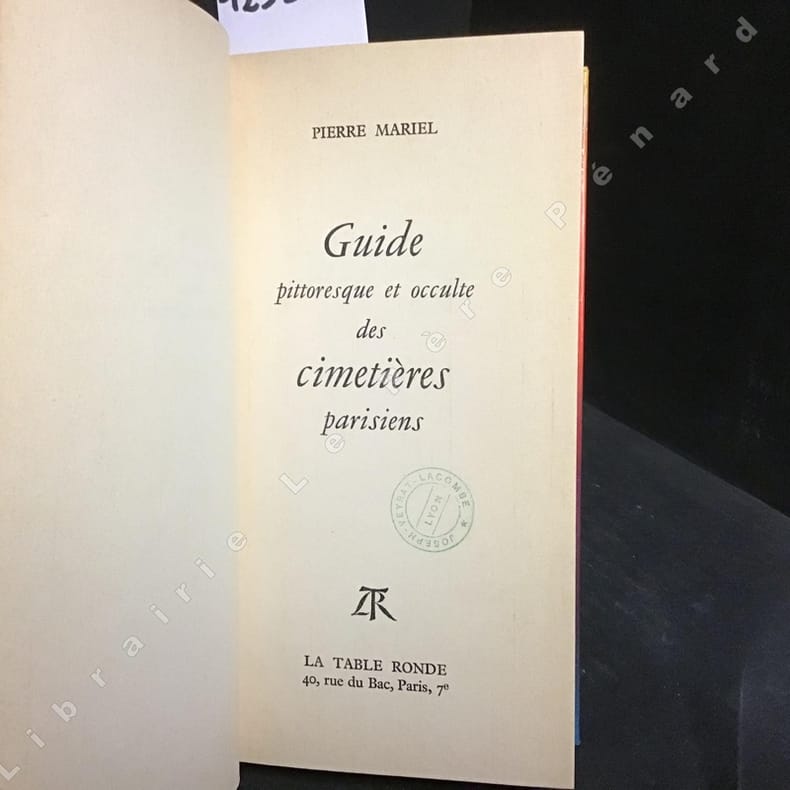 PIERRE MARIEL
Guide
pittoresque et occulte
des
cimetières
parisiens
JOSEPH-VEYRAT-LACOMBE ★
LYON
LTR
LA TABLE RONDE
40, rue du Bac, Paris, 7e
Librairie Le Père Pénard